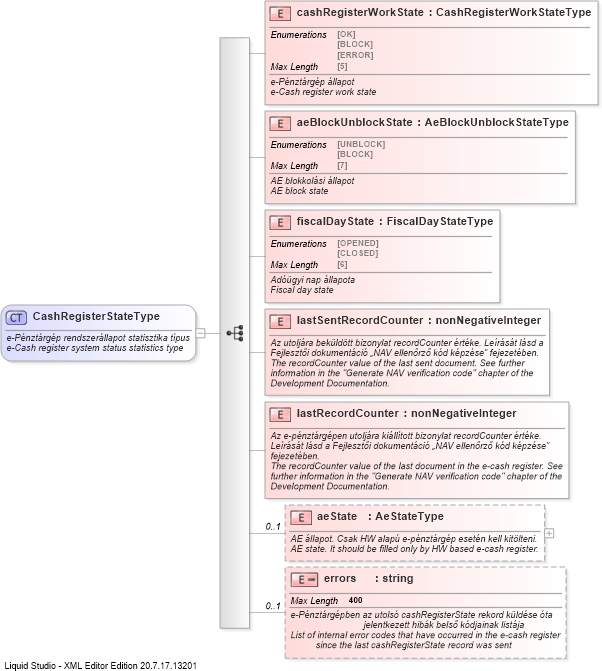 E cashRegisterWorkState : CashRegisterWorkStateType
Enumerations [OK]
[BLOCK]
[ERROR]
Max Length [5]
e-Pénztárgép állapot
e-Cash register work state
E aeBlockUnblockState : AeBlockUnblockStateType
Enumerations [UNBLOCK]
[BLOCK]
Max Length [7]
AE blokkolási állapot
AE block state
E fiscalDayState : FiscalDayStateType
Enumerations [OPENED]
[CLOSED]
Max Length [6]
Adóügyi nap állapota
Fiscal day state
CT CashRegisterStateType
e-Pénztárgép rendszerállapot statisztika típus
e-Cash register system status statistics type
E lastSentRecordCounter : nonNegativeInteger
Az utoljára beküldött bizonylat recordCounter értéke. Leírását lásd a
Fejlesztői dokumentáció „NAV ellenőrző kód képzése" fejezetében.
The recordCounter value of the last sent document. See further
information in the "Generate NAV verification code" chapter of the
Development Documentation.
E lastRecordCounter : nonNegativeInteger
Az e-pénztárgépen utoljára kiállított bizonylat recordCounter értéke.
Leírását lásd a Fejlesztői dokumentáció „NAV ellenőrző kód képzése"
fejezetében.
The recordCounter value of the last document in the e-cash register. See
further information in the "Generate NAV verification code" chapter of the
Development Documentation.
0..1
E aeState : AeStateType
AE állapot. Csak HW alapú e-pénztárgép esetén kell kitölteni.
AE state. It should be filled only by HW based e-cash register.
0..1
E errors : string
Max Length 400
e-Pénztárgépben az utolsó cashRegisterState rekord küldése óta
jelentkezett hibák belső kódjainak listája
List of internal error codes that have occurred in the e-cash register
since the last cashRegisterState record was sent
Liquid Studio - XML Editor Edition 20.7.17.13201